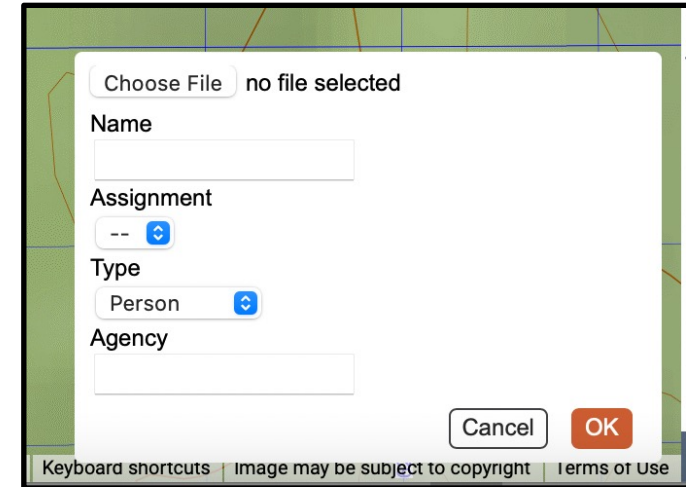 Choose File no file selected
Name
Assignment
--
Type
Person
Agency
Cancel OK
Keyboard shortcuts Image may be subject to copyright Terms of Use